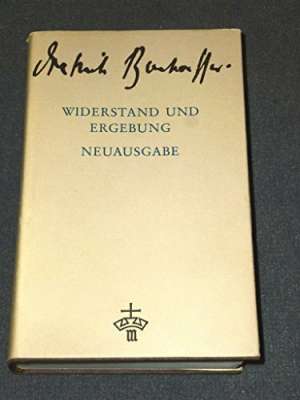 Dietrich Bonhoeffer.
WIDERSTAND UND
ERGEBUNG
NEUAUSGABE
m